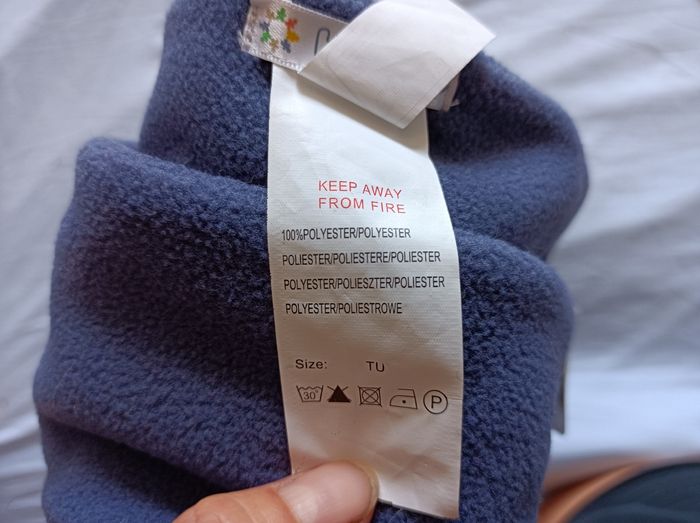 KEEP AWAY
FROM FIRE
100%POLYESTER/POLYESTER
POLIESTER/POLIESTERE/POLIESTER
POLYESTER/POLIESZTER/POLIESTER
POLYESTER/POLIESTROWE
Size: TU
30°
P